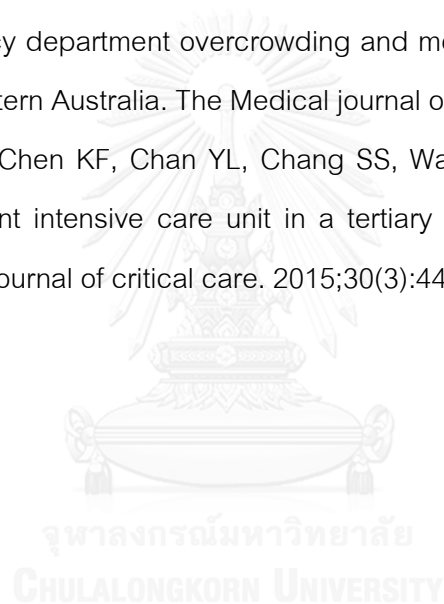 cy department overcrowding and m
tern Australia. The Medical journal o
Chen KF, Chan YL, Chang SS, Wa
nt intensive care unit in a tertiary
ournal of critical care. 2015;30(3):44
จุฬาลงกรณ์มหาวิทยาลัย
CHULALONGKORN UNIVERSITY